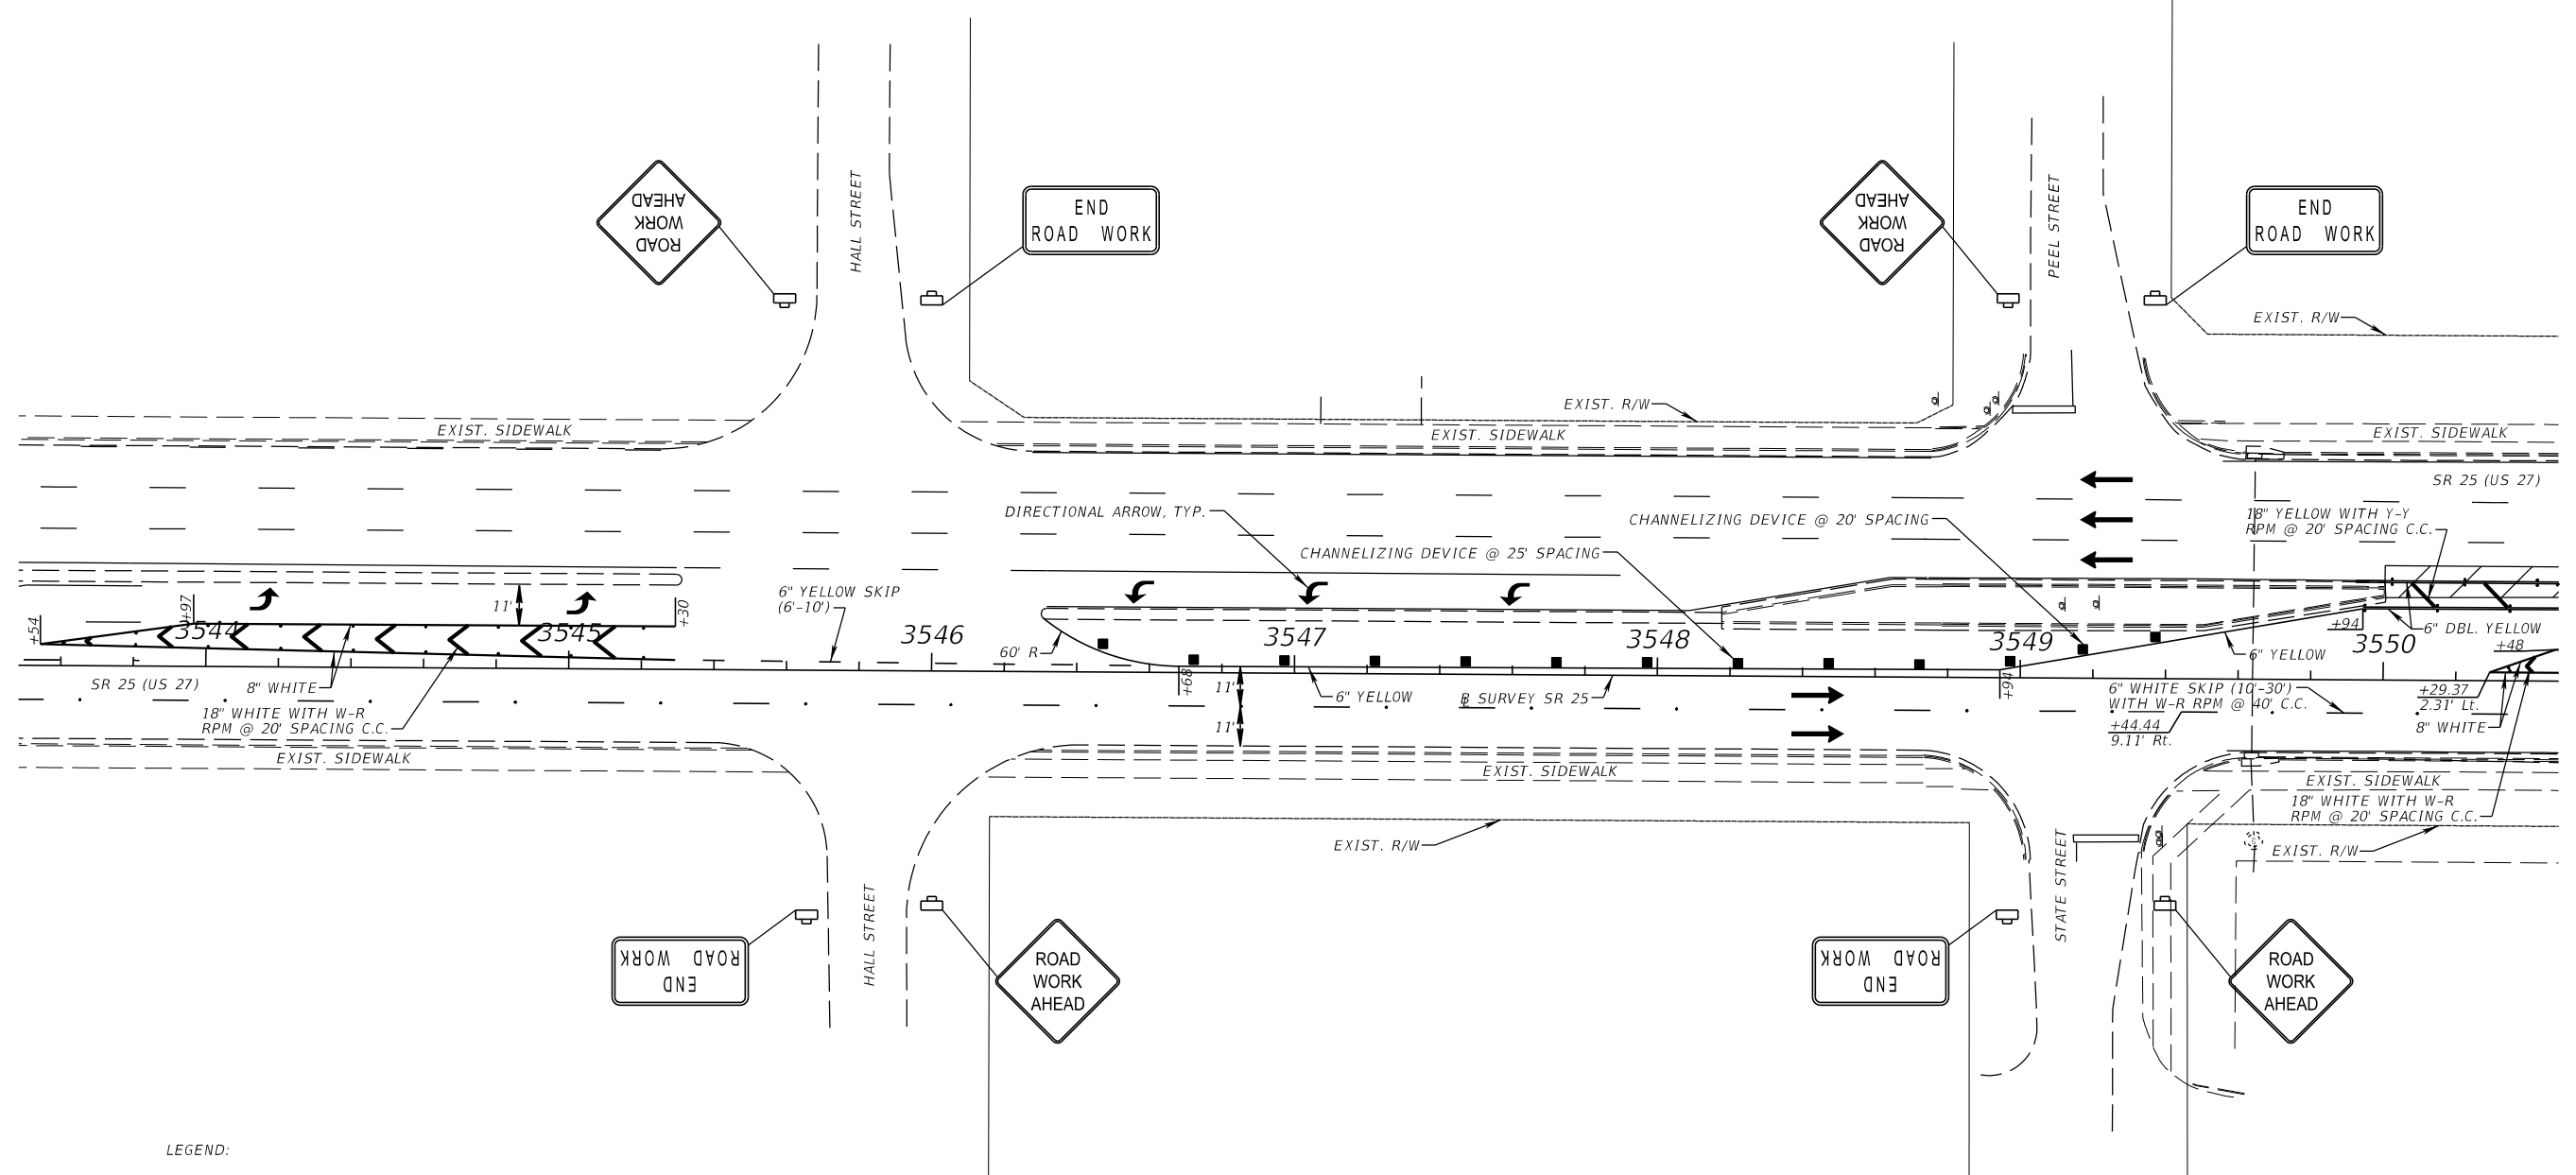 HALL STREET
PEEL STREET
ROAD
WORK
AHEAD
END
ROAD WORK
ROAD
WORK
AHEAD
END
ROAD WORK
EXIST. R/W
EXIST. R/W
EXIST. SIDEWALK
EXIST. SIDEWALK
EXIST. SIDEWALK
SR 25 (US 27)
DIRECTIONAL ARROW, TYP.
CHANNELIZING DEVICE @ 25' SPACING
CHANNELIZING DEVICE @ 20' SPACING
18" YELLOW WITH Y-Y
RPM @ 20' SPACING C.C.
+54
+97
11'
+30
6" YELLOW SKIP
(6'-10')
3544
3545
3546
3547
3548
3549
3550
60' R
+94
6" DBL. YELLOW
+48
6" YELLOW
SR 25 (US 27)
8" WHITE
18" WHITE WITH W-R
RPM @ 20' SPACING C.C.
+68
11'
11'
6" YELLOW
B SURVEY SR 25
+94
6" WHITE SKIP (10'-30')
WITH W-R RPM @ 40' C.C.
+44.44
9.11' Rt.
+29.37
2.31' Lt.
8" WHITE
EXIST. SIDEWALK
EXIST. SIDEWALK
EXIST. SIDEWALK
18" WHITE WITH W-R
RPM @ 20' SPACING C.C.
EXIST. R/W
EXIST. R/W
HALL STREET
STATE STREET
END
ROAD WORK
ROAD
WORK
AHEAD
END
ROAD WORK
ROAD
WORK
AHEAD
LEGEND: